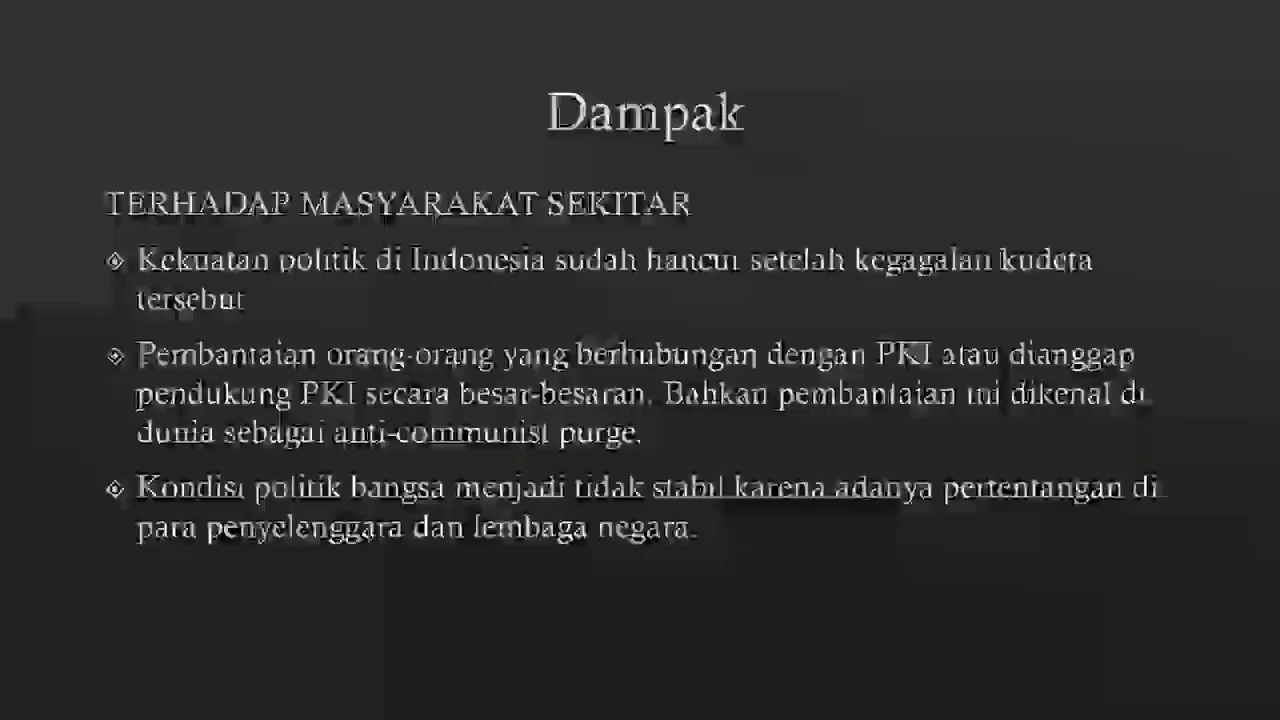 Dampak
TERHADAP MASYARAKAT SEKITAR
Kekuatan politik di Indonesia sudah hancur setelah kegagalan kudeta
tersebut
Pembantaian orang-orang yang berhubungan dengan PKI atau dianggap
pendukung PKI secara besar-besaran. Bahkan pembantaian ini dikenal di
dunia sebagai anti-communist purge.
Kondisi politik bangsa menjadi tidak stabil karena adanya pertentangan di
para penyelenggara dan lembaga negara.